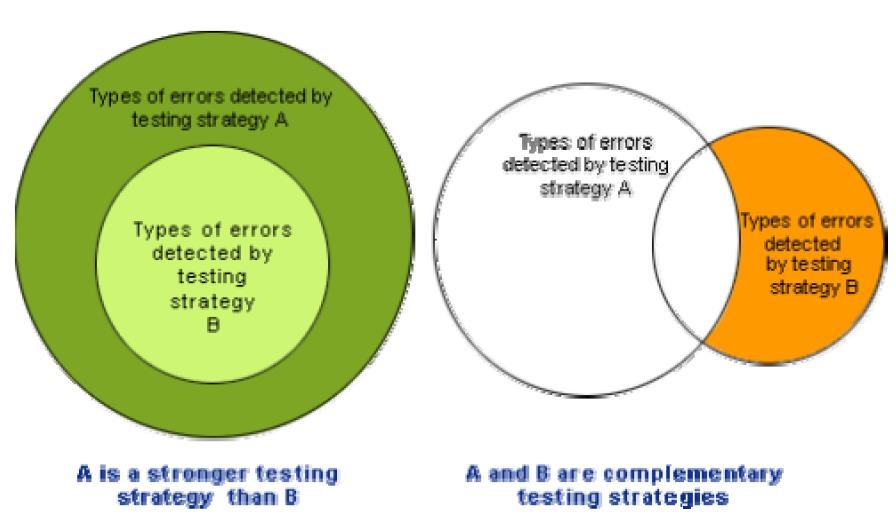 Types of errors detected by
testing strategy A
Types of errors
detected by
testing
strategy
B
A is a stronger testing
strategy than B
Types of errors
detected by testing
strategy A
Types of errors
detected
by testing
strategy B
A and B are complementary
testing strategies